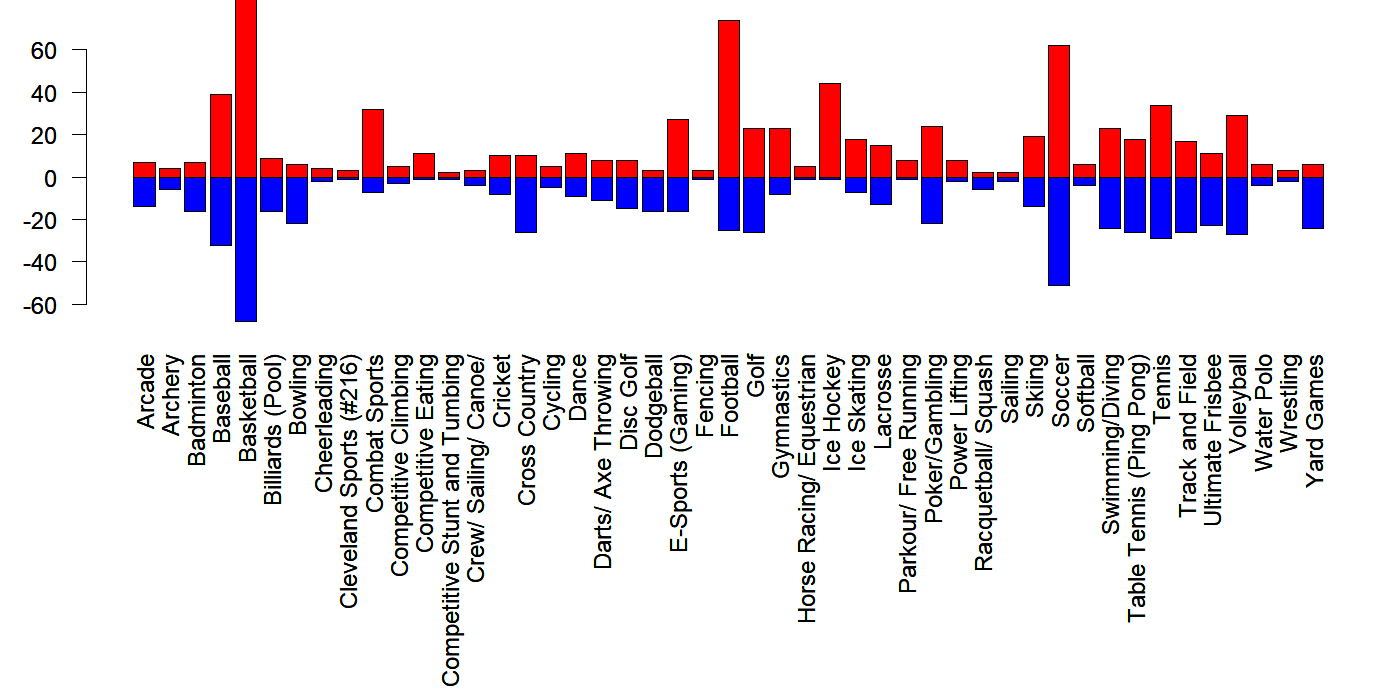 60
40
20
0
-20
-40
-60
Arcade
Archery
Badminton
Baseball
Basketball
Billiards (Pool)
Bowling
Cheerleading
Cleveland Sports (#216)
Combat Sports
Competitive Climbing
Competitive Eating
Competitive Stunt and Tumbing
Crew/ Sailing/ Canoe/
Cricket
Cross Country
Cycling
Dance
Darts/ Axe Throwing
Disc Golf
Dodgeball
E-Sports (Gaming)
Fencing
Football
Golf
Gymnastics
Horse Racing/ Equestrian
Ice Hockey
Ice Skating
Lacrosse
Parkour/ Free Running
Poker/Gambling
Power Lifting
Racquetball/ Squash
Sailing
Skiing
Soccer
Softball
Swimming/Diving
Table Tennis (Ping Pong)
Tennis
Track and Field
Ultimate Frisbee
Volleyball
Water Polo
Wrestling
Yard Games